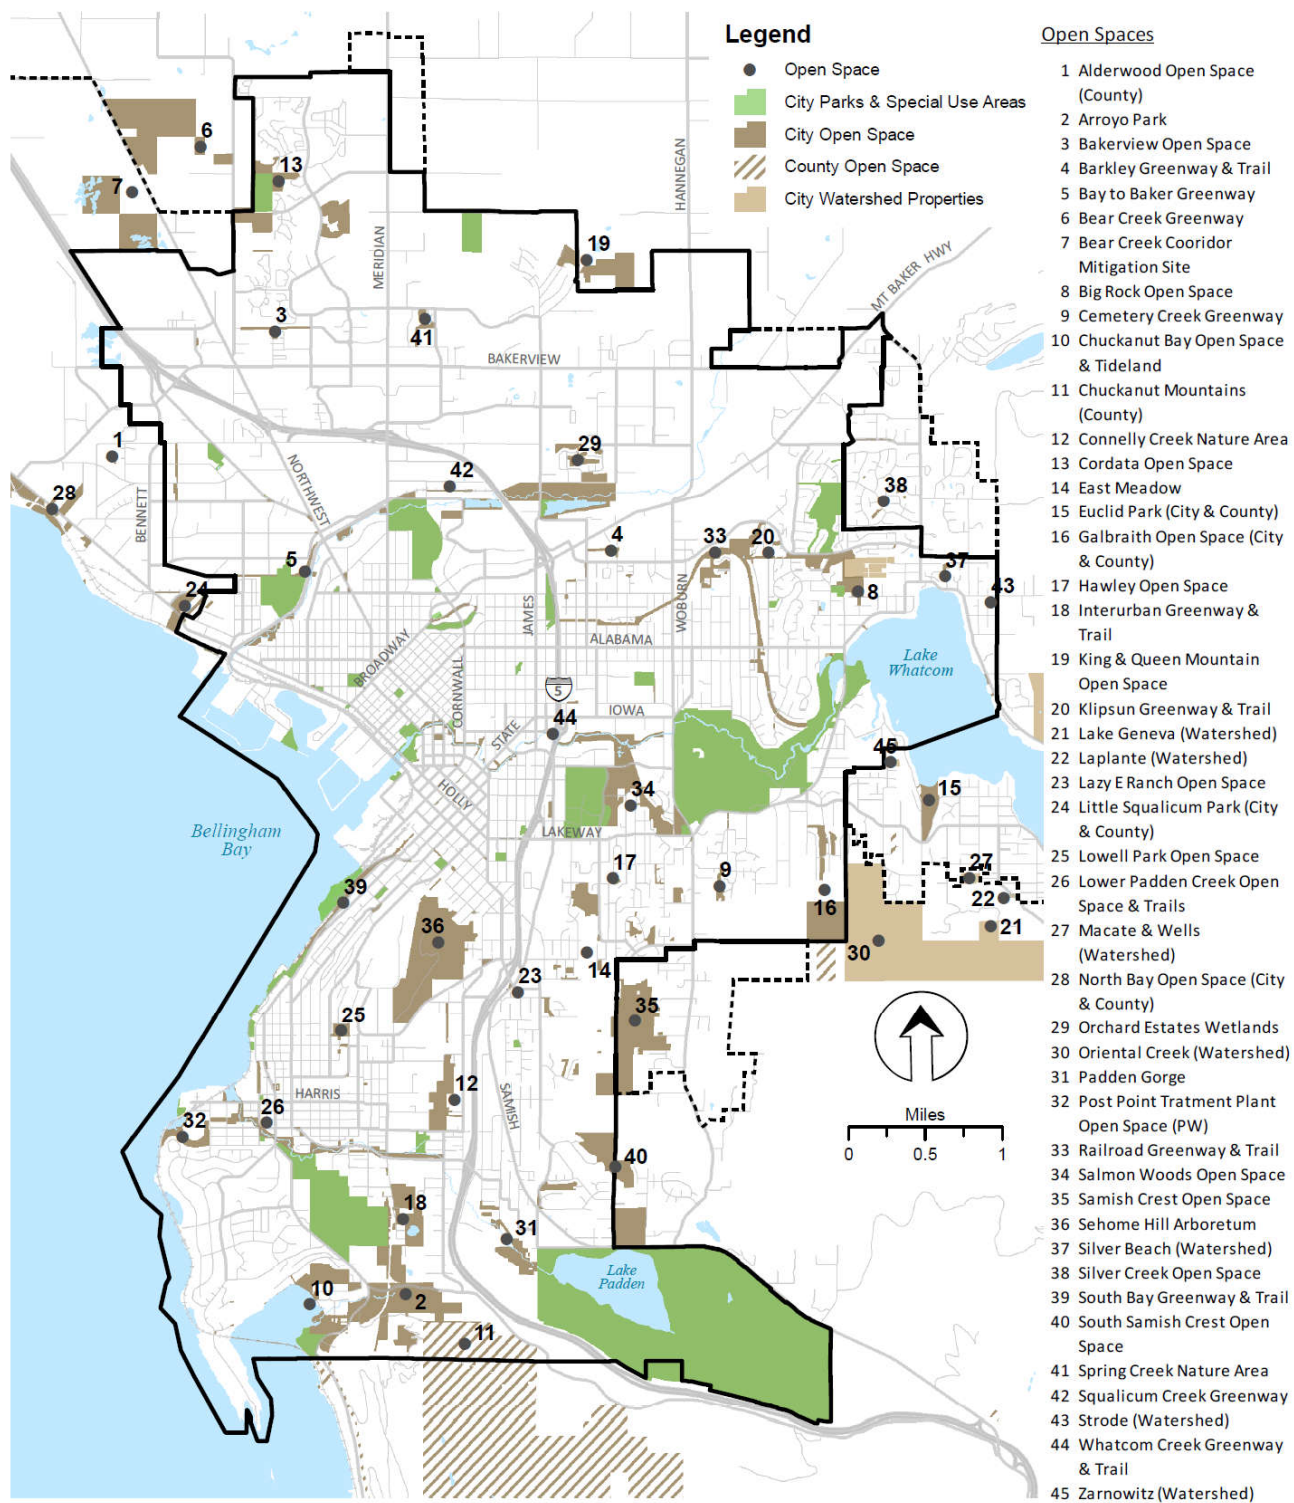 Legend
Open Space
City Parks & Special Use Areas
City Open Space
County Open Space
City Watershed Properties
Open Spaces
1 Alderwood Open Space
(County)
2 Arroyo Park
3 Bakerview Open Space
4 Barkley Greenway & Trail
5 Bay to Baker Greenway
6 Bear Creek Greenway
7 Bear Creek Cooridor
Mitigation Site
8 Big Rock Open Space
9 Cemetery Creek Greenway
10 Chuckanut Bay Open Space
& Tideland
11 Chuckanut Mountains
(County)
12 Connelly Creek Nature Area
13 Cordata Open Space
14 East Meadow
15 Euclid Park (City & County)
16 Galbraith Open Space (City
& County)
17 Hawley Open Space
18 Interurban Greenway &
Trail
19 King & Queen Mountain
Open Space
20 Klipsun Greenway & Trail
21 Lake Geneva (Watershed)
22 Laplante (Watershed)
23 Lazy E Ranch Open Space
24 Little Squalicum Park (City
& County)
25 Lowell Park Open Space
26 Lower Padden Creek Open
Space & Trails
27 Macate & Wells
(Watershed)
28 North Bay Open Space (City
& County)
29 Orchard Estates Wetlands
30 Oriental Creek (Watershed)
31 Padden Gorge
32 Post Point Tratment Plant
Open Space (PW)
33 Railroad Greenway & Trail
34 Salmon Woods Open Space
35 Samish Crest Open Space
36 Sehome Hill Arboretum
37 Silver Beach (Watershed)
38 Silver Creek Open Space
39 South Bay Greenway & Trail
40 South Samish Crest Open
Space
41 Spring Creek Nature Area
42 Squalicum Creek Greenway
43 Strode (Watershed)
44 Whatcom Creek Greenway
& Trail
45 Zarnowitz (Watershed)
6
13
7
HANNEGAN
MERIDIAN
19
MT BAKER HWY
3
41
BAKERVIEW
1
29
42
28
NORTHWEST
BENNETT
38
4
33
20
5
37
24
8
43
JAMES
WOBURN
ALABAMA
BROADWAY
Lake
Whatcom
CORNWALL
5
IOWA
44
STATE
45
HOLLY
34
15
Bellingham
Bay
LAKEWAY
17
9
27
39
22
16
36
21
30
14
23
35
25
12
HARRIS
SAMISH
26
32
Miles
0 0.5 1
40
18
31
Lake
Padden
10
2
11